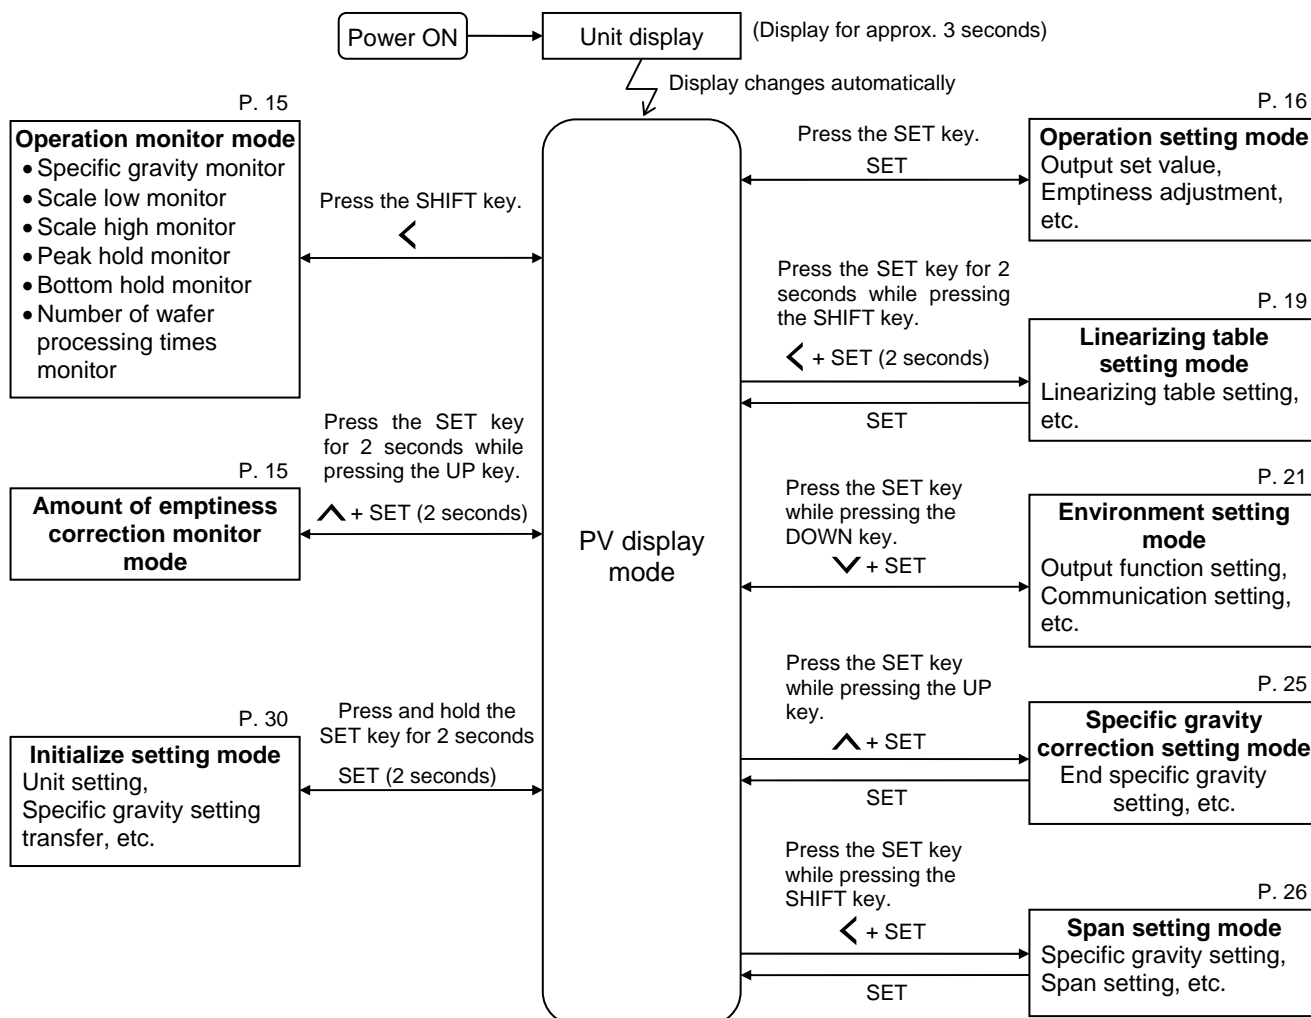 Power ON
Unit display
(Display for approx. 3 seconds)
Display changes automatically
P. 15
Operation monitor mode
• Specific gravity monitor
• Scale low monitor
• Scale high monitor
• Peak hold monitor
• Bottom hold monitor
• Number of wafer
processing times
monitor
Press the SHIFT key.
<
P. 15
Amount of emptiness
correction monitor
mode
Press the SET key
for 2 seconds while
pressing the UP key.
∧ + SET (2 seconds)
P. 30
Initialize setting mode
Unit setting,
Specific gravity setting
transfer, etc.
Press and hold the
SET key for 2 seconds
SET (2 seconds)
PV display
mode
Press the SET key.
SET
P. 16
Operation setting mode
Output set value,
Emptiness adjustment,
etc.
Press the SET key for 2
seconds while pressing
the SHIFT key.
< + SET (2 seconds)
SET
P. 19
Linearizing table
setting mode
Linearizing table setting,
etc.
Press the SET key
while pressing the
DOWN key.
∨ + SET
P. 21
Environment setting
mode
Output function setting,
Communication setting,
etc.
Press the SET key
while pressing the UP
key.
∧ + SET
SET
P. 25
Specific gravity
correction setting mode
End specific gravity
setting, etc.
Press the SET key
while pressing the
SHIFT key.
< + SET
SET
P. 26
Span setting mode
Specific gravity setting,
Span setting, etc.